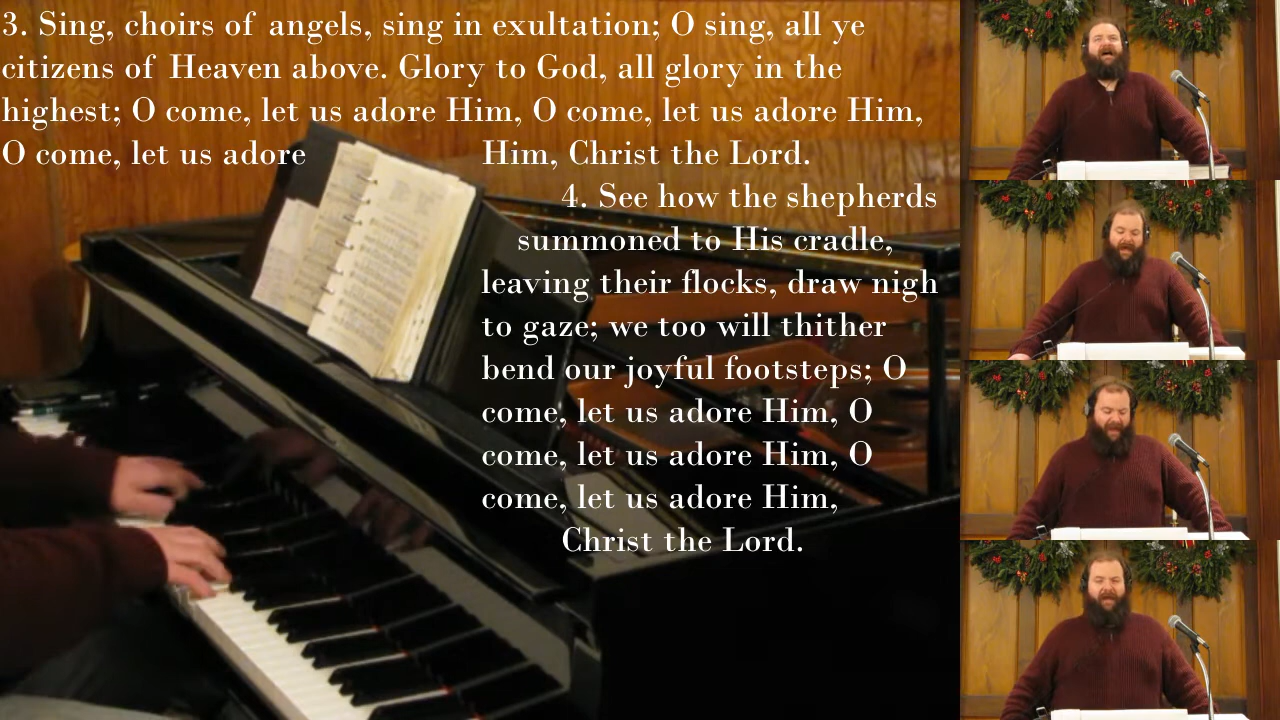 3. Sing, choirs of angels, sing in exultation; O sing, all ye
citizens of Heaven above. Glory to God, all glory in the
highest; O come, let us adore Him, O come, let us adore Him,
O come, let us adore Him, Christ the Lord.
4. See how the shepherds
summoned to His cradle,
leaving their flocks, draw nigh
to gaze; we too will thither
bend our joyful footsteps; O
come, let us adore Him, O
come, let us adore Him, O
come, let us adore Him,
Christ the Lord.